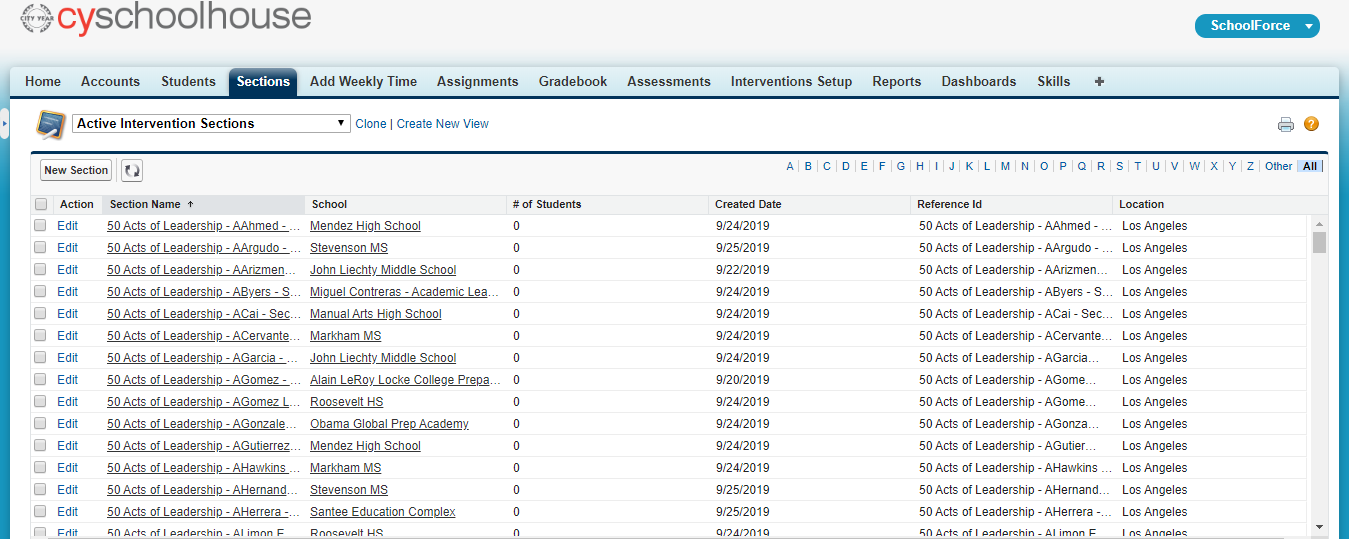 CITY YEAR
cyschoolhouse
SchoolForce
Home Accounts Students Sections Add Weekly Time Assignments Gradebook Assessments Interventions Setup Reports Dashboards Skills +
Active Intervention Sections Clone | Create New View
New Section A | B | C | D | E | F | G | H | I | J | K | L | M | N | O | P | Q | R | S | T | U | V | W | X | Y | Z | Other | All
Action Section Name School # of Students Created Date Reference Id Location
Edit 50 Acts of Leadership - AAhmed - ... Mendez High School 0 9/24/2019 50 Acts of Leadership - AAhmed - ... Los Angeles
Edit 50 Acts of Leadership - AArgudo - ... Stevenson MS 0 9/25/2019 50 Acts of Leadership - AArgudo - ... Los Angeles
Edit 50 Acts of Leadership - AArizmen... John Liechty Middle School 0 9/22/2019 50 Acts of Leadership - AArizmen... Los Angeles
Edit 50 Acts of Leadership - AByers - S... Miguel Contreras - Academic Lea... 0 9/24/2019 50 Acts of Leadership - AByers - S... Los Angeles
Edit 50 Acts of Leadership - ACai - Sec... Manual Arts High School 0 9/24/2019 50 Acts of Leadership - ACai - Sec... Los Angeles
Edit 50 Acts of Leadership - ACervante... Markham MS 0 9/24/2019 50 Acts of Leadership - ACervante... Los Angeles
Edit 50 Acts of Leadership - AGarcia - ... John Liechty Middle School 0 9/24/2019 50 Acts of Leadership - AGarcia... Los Angeles
Edit 50 Acts of Leadership - AGomez - ... Alain LeRoy Locke College Prepa... 0 9/20/2019 50 Acts of Leadership - AGome... Los Angeles
Edit 50 Acts of Leadership - AGomez L... Roosevelt HS 0 9/24/2019 50 Acts of Leadership - AGome... Los Angeles
Edit 50 Acts of Leadership - AGonzale... Obama Global Prep Academy 0 9/24/2019 50 Acts of Leadership - AGonza... Los Angeles
Edit 50 Acts of Leadership - AGutierrez... Mendez High School 0 9/24/2019 50 Acts of Leadership - AGutier... Los Angeles
Edit 50 Acts of Leadership - AHawkins ... Markham MS 0 9/24/2019 50 Acts of Leadership - AHawkins ... Los Angeles
Edit 50 Acts of Leadership - AHernand... Stevenson MS 0 9/25/2019 50 Acts of Leadership - AHernand... Los Angeles
Edit 50 Acts of Leadership - AHerrera - ... Santee Education Complex 0 9/25/2019 50 Acts of Leadership - AHerrera - ... Los Angeles
Edit 50 Acts of Leadership - ALimon F... Roosevelt HS 0 9/24/2019 50 Acts of Leadership - ALimon F... Los Angeles